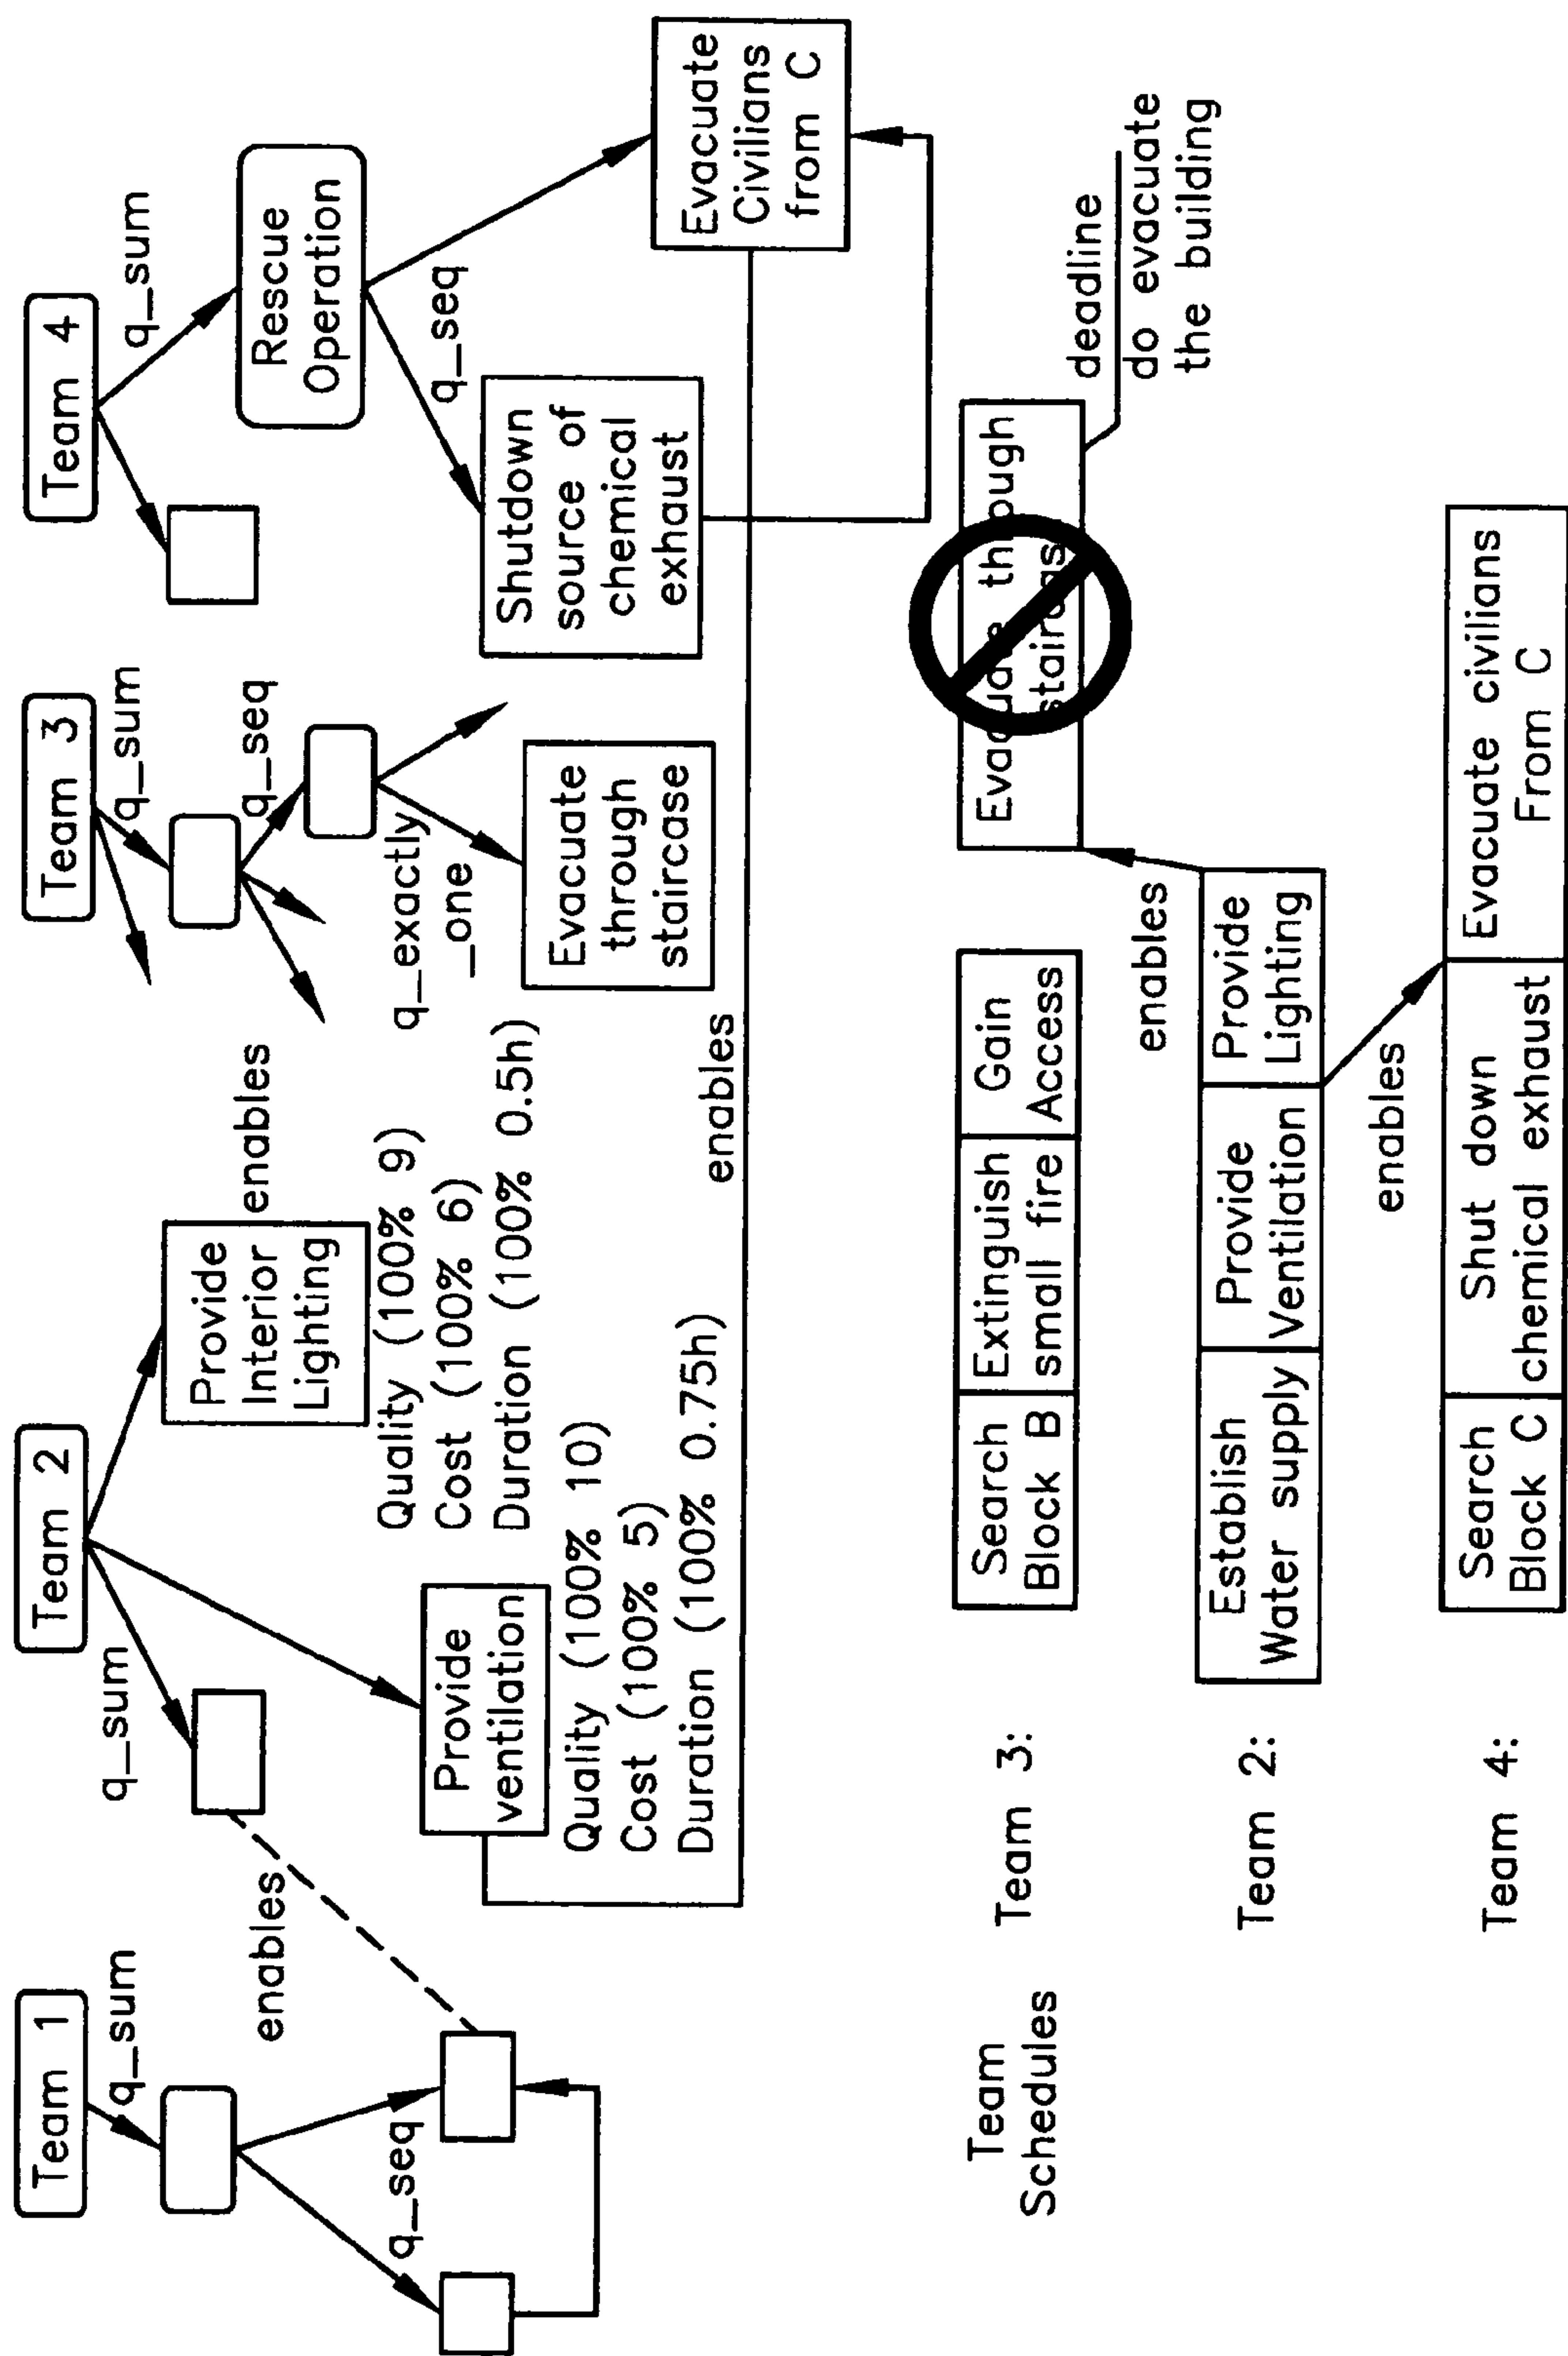 Team 1
q_sum
q_seq
enables
Team 2
q_sum
Provide
Interior
Lighting
enables
Quality (100% 9)
Cost (100% 6)
Duration (100% 0.5h)
Provide
ventilation
Quality (100% 10)
Cost (100% 5)
Duration (100% 0.75h)
enables
Team 3
q_sum
q_seq
q_exactly
_one
Evacuate
through
staircase
Team 4
q_sum
Rescue
Operation
q_seq
Shutdown
source of
chemical
exhaust
Evacuate
Civilians
from C
Team
Schedules
Team 3:
Search
Block B
Extinguish
small fire
Gain
Access
Evacuate through
staircase
deadline
do evacuate
the building
enables
Team 2:
Establish
Water supply
Provide
Ventilation
Provide
Lighting
enables
Team 4:
Search
Block C
Shut down
chemical exhaust
Evacuate civilians
From C